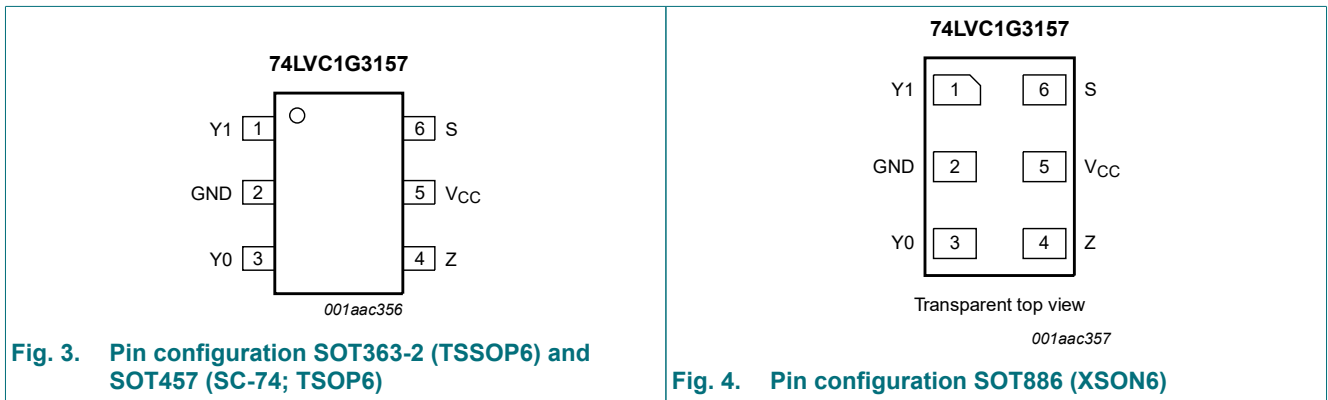 74LVC1G3157
Y1 1 6 S
GND 2 5 VCC
Y0 3 4 Z
001aac356
Fig. 3. Pin configuration SOT363-2 (TSSOP6) and
SOT457 (SC-74; TSOP6)
74LVC1G3157
Y1 1 6 S
GND 2 5 VCC
Y0 3 4 Z
Transparent top view
001aac357
Fig. 4. Pin configuration SOT886 (XSON6)